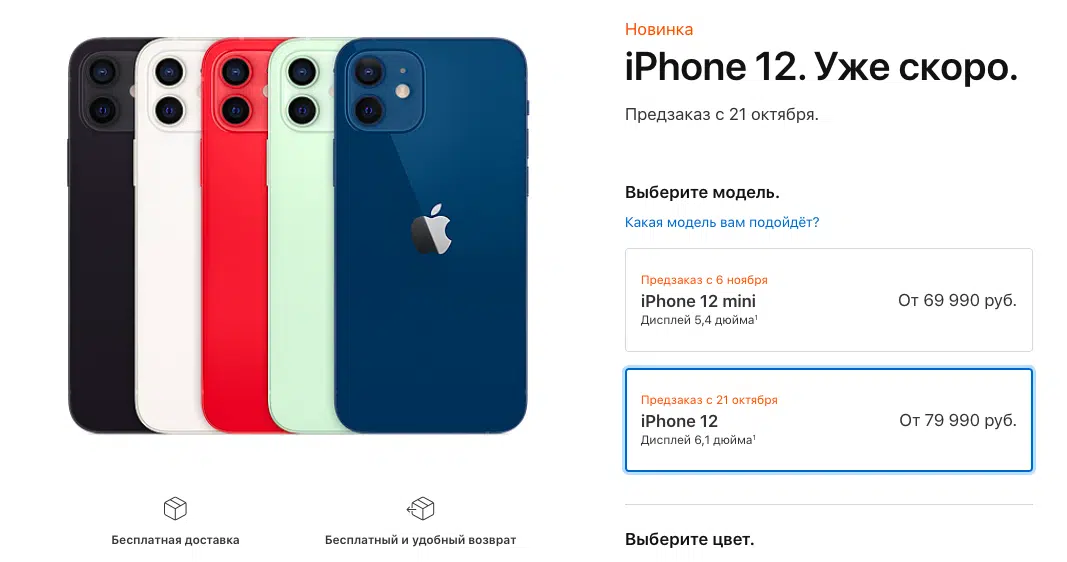 Новинка
iPhone 12. Уже скоро.
Предзаказ с 21 октября.
Выберите модель.
Какая модель вам подойдёт?
Предзаказ с 6 ноября
iPhone 12 mini
Дисплей 5,4 дюйма¹
От 69 990 руб.
Предзаказ с 21 октября
iPhone 12
Дисплей 6,1 дюйма¹
От 79 990 руб.
Выберите цвет.
Бесплатная доставка
Бесплатный и удобный возврат